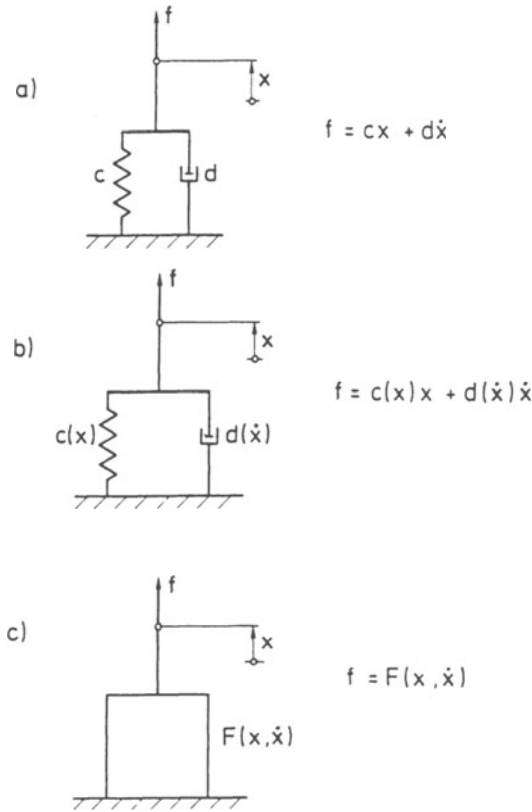 f
x
a)
c
d
f = cx + dẋ
f
x
b)
c(x)
d(ẋ)
f = c(x)x + d(ẋ)ẋ
f
x
c)
F(x,ẋ)
f = F(x, ẋ)